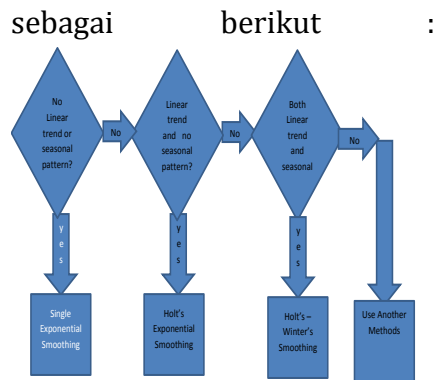 sebagai berikut :
No
Linear
trend or
seasonal
pattern?
No
Linear
trend
and no
seasonal
pattern?
No
Both
Linear
trend
and
seasonal
No
y
e
s
y
e
s
y
e
s
Single
Exponential
Smoothing
Holt's
Exponential
Smoothing
Holt's –
Winter's
Smoothing
Use Another
Methods